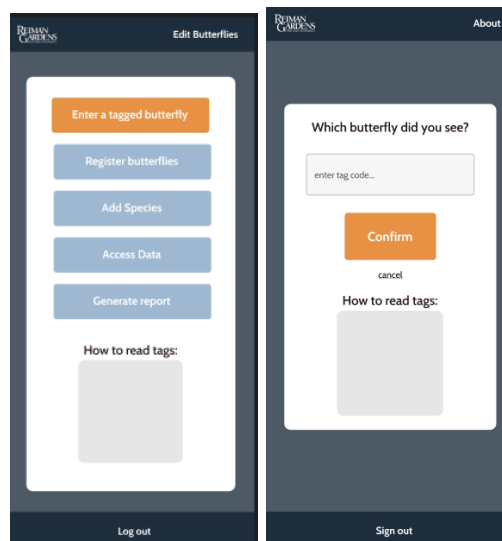 REIMAN
GARDENS
Edit Butterflies
Enter a tagged butterfly
Register butterflies
Add Species
Access Data
Generate report
How to read tags:
Log out
REIMAN
GARDENS
About
Which butterfly did you see?
enter tag code...
Confirm
cancel
How to read tags:
Sign out